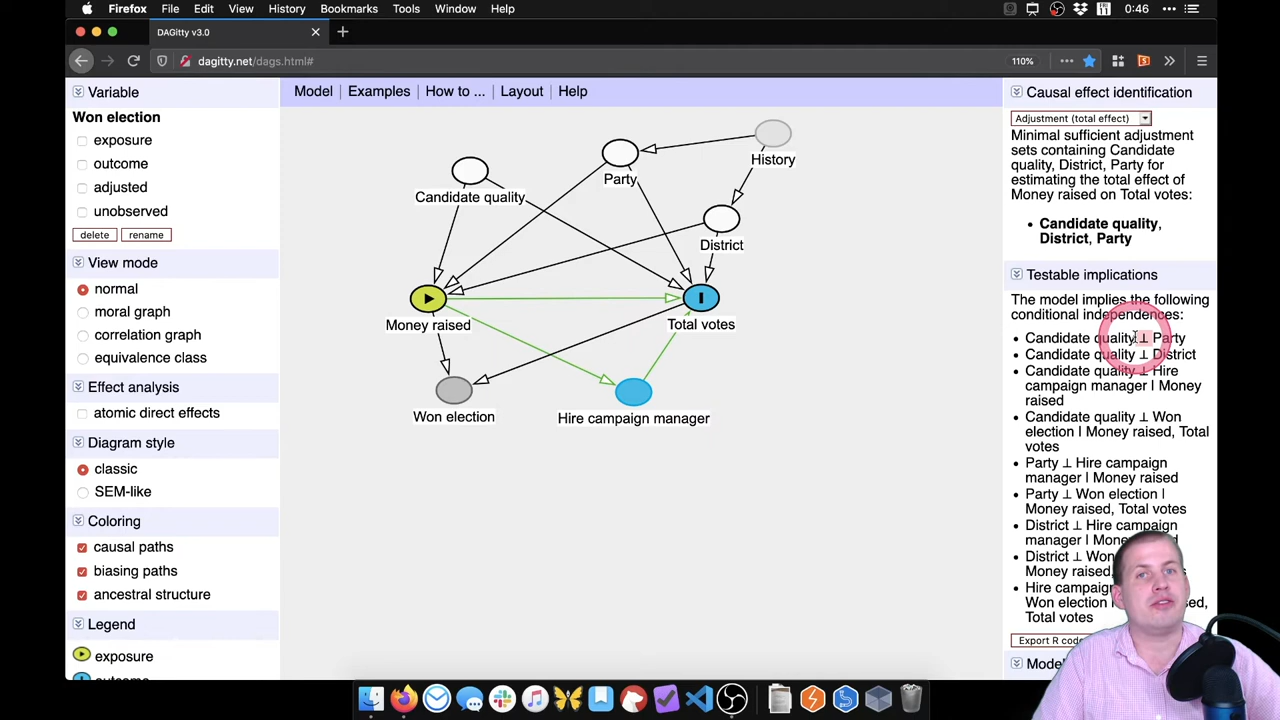 Firefox File Edit View History Bookmarks Tools Window Help
FRI 11 0:46
DAGitty v3.0
dagitty.net/dags.html#
110%
Variable
Won election
exposure
outcome
adjusted
unobserved
delete rename
View mode
normal
moral graph
correlation graph
equivalence class
Effect analysis
atomic direct effects
Diagram style
classic
SEM-like
Coloring
causal paths
biasing paths
ancestral structure
Legend
exposure
Model Examples How to ... Layout Help
History
Party
Candidate quality
District
Money raised
Total votes
Won election
Hire campaign manager
Causal effect identification
Adjustment (total effect)
Minimal sufficient adjustment
sets containing Candidate
quality, District, Party for
estimating the total effect of
Money raised on Total votes:
• Candidate quality,
District, Party
Testable implications
The model implies the following
conditional independences:
• Candidate quality ⊥ Party
• Candidate quality ⊥ District
• Candidate quality ⊥ Hire
campaign manager | Money
raised
• Candidate quality ⊥ Won
election | Money raised, Total
votes
• Party ⊥ Hire campaign
manager | Money raised
• Party ⊥ Won election |
Money raised, Total votes
• District ⊥ Hire campaign
manager |
• District ⊥
Money raised,
• Hire
Won election
Total votes
Export R code